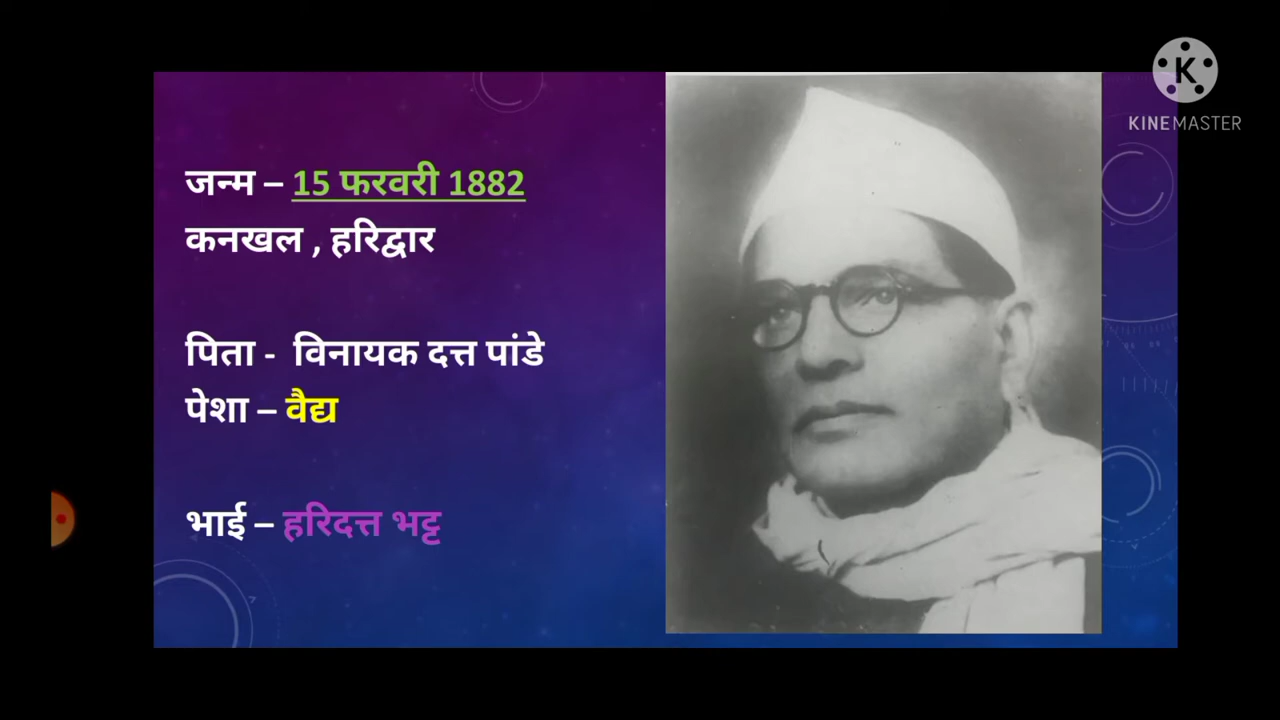 जन्म – 15 फरवरी 1882
कनखल , हरिद्वार
पिता - विनायक दत्त पांडे
पेशा – वैद्य
भाई – हरिदत्त भट्ट
K
KINEMASTER